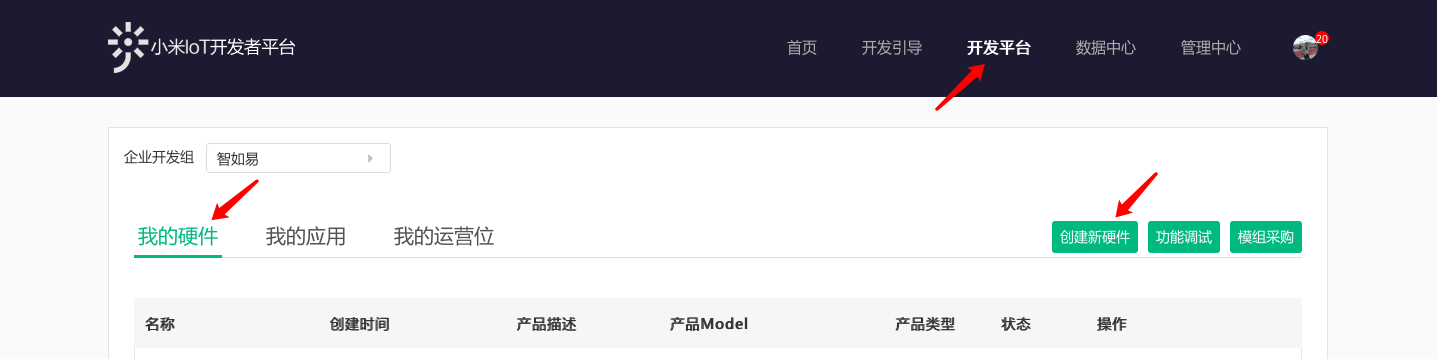 小米IoT开发者平台 首页 开发引导 开发平台 数据中心 管理中心 20
企业开发组 智如易
我的硬件 我的应用 我的运营位 创建新硬件 功能调试 模组采购
名称 创建时间 产品描述 产品Model 产品类型 状态 操作